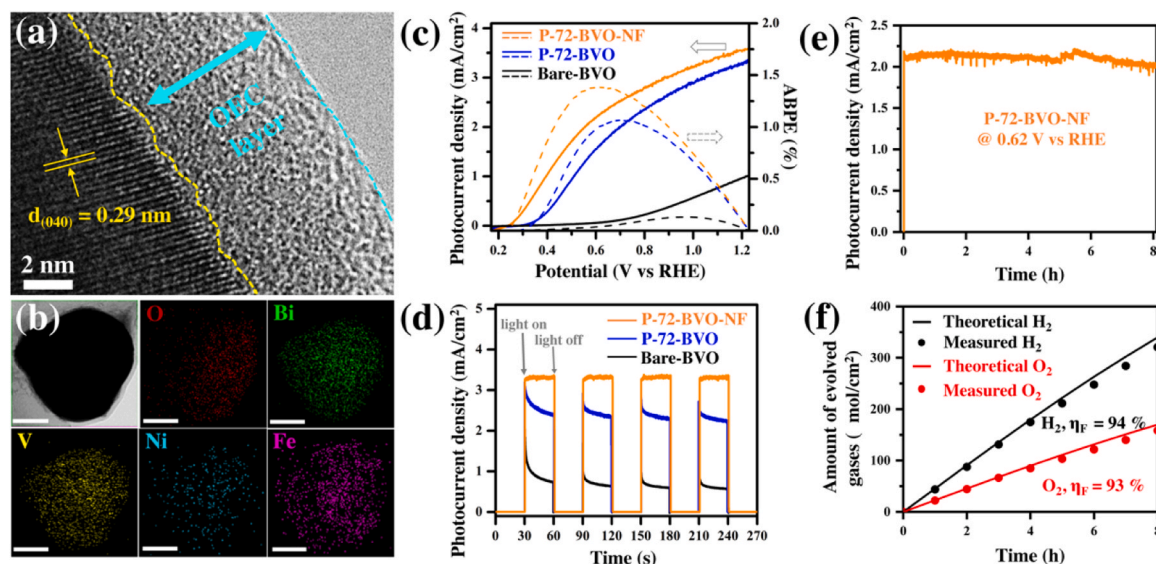 (a)
OEC
layer
d(040) = 0.29 nm
2 nm
(b)
O
Bi
V
Ni
Fe
(c)
P-72-BVO-NF
P-72-BVO
Bare-BVO
Photocurrent density (mA/cm²)
4
3
2
1
0
ABPE (%)
2.0
1.5
1.0
0.5
0.0
0.2 0.4 0.6 0.8 1.0 1.2
Potential (V vs RHE)
(d)
P-72-BVO-NF
P-72-BVO
Bare-BVO
light on
light off
Photocurrent density (mA/cm²)
5
4
3
2
1
0
0 30 60 90 120 150 180 210 240 270
Time (s)
(e)
Photocurrent density (mA/cm²)
2.5
2.0
1.5
1.0
0.5
0.0
P-72-BVO-NF
@ 0.62 V vs RHE
0 2 4 6 8
Time (h)
(f)
Theoretical H₂
Measured H₂
Theoretical O₂
Measured O₂
Amount of evolved
gases ( mol/cm²)
400
300
200
100
0
H₂, ηF = 94 %
O₂, ηF = 93 %
0 2 4 6 8
Time (h)